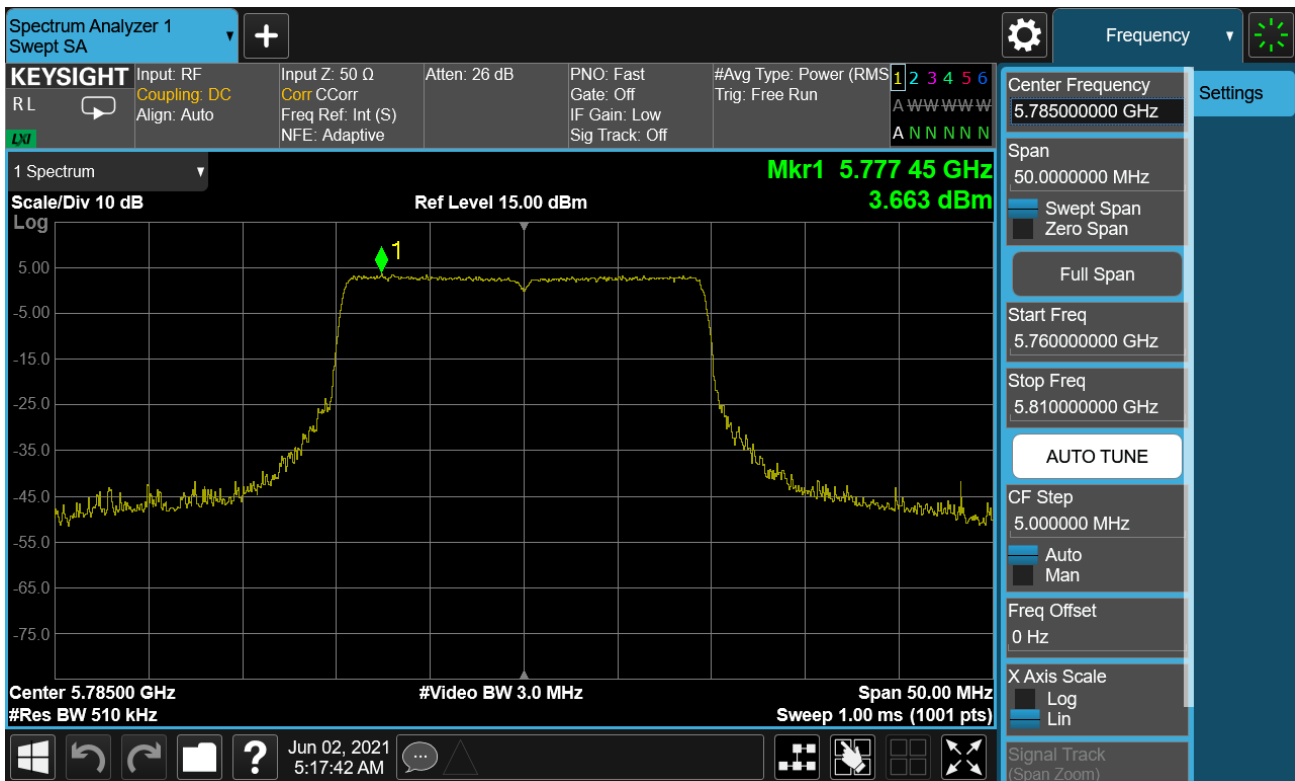 Spectrum Analyzer 1
Swept SA
+
Frequency
KEYSIGHT
R L
LXI
Input: RF
Coupling: DC
Align: Auto
Input Z: 50 Ω
Corr CCorr
Freq Ref: Int (S)
NFE: Adaptive
Atten: 26 dB
PNO: Fast
Gate: Off
IF Gain: Low
Sig Track: Off
#Avg Type: Power (RMS
Trig: Free Run
1 2 3 4 5 6
A W W W W W
A N N N N N
1 Spectrum
Scale/Div 10 dB
Log
Ref Level 15.00 dBm
Mkr1 5.777 45 GHz
3.663 dBm
1
5.00
-5.00
-15.0
-25.0
-35.0
-45.0
-55.0
-65.0
-75.0
Center 5.78500 GHz
#Res BW 510 kHz
#Video BW 3.0 MHz
Span 50.00 MHz
Sweep 1.00 ms (1001 pts)
?
Jun 02, 2021
5:17:42 AM
Center Frequency
5.785000000 GHz
Span
50.0000000 MHz
Swept Span
Zero Span
Full Span
Start Freq
5.760000000 GHz
Stop Freq
5.810000000 GHz
AUTO TUNE
CF Step
5.000000 MHz
Auto
Man
Freq Offset
0 Hz
X Axis Scale
Log
Lin
Signal Track
(Span Zoom)
Settings